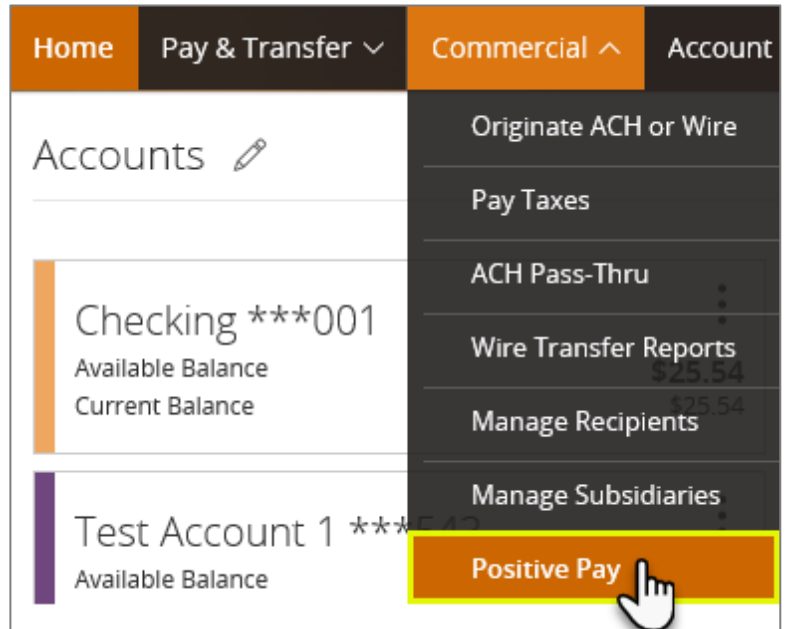 Home Pay & Transfer Commercial Account
Accounts
Originate ACH or Wire
Pay Taxes
ACH Pass-Thru
Wire Transfer Reports
Manage Recipients
Manage Subsidiaries
Positive Pay
Checking ***001
Available Balance $25.54
Current Balance $25.54
Test Account 1 ***542
Available Balance